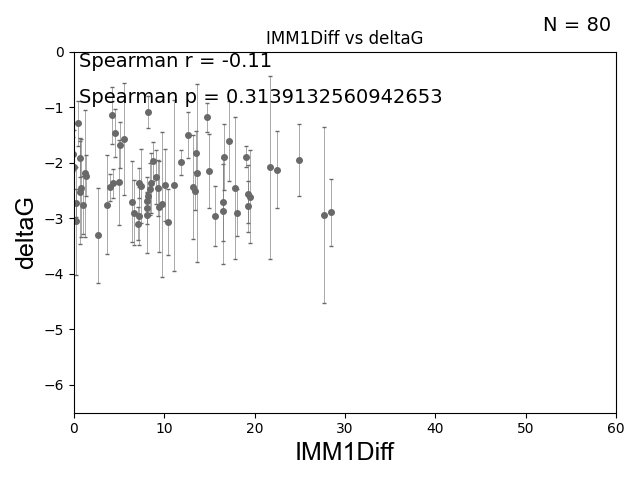 N = 80
IMM1Diff vs deltaG
Spearman r = -0.11
Spearman p = 0.3139132560942653
0
−1
−2
−3
−4
−5
−6
deltaG
0 10 20 30 40 50 60
IMM1Diff